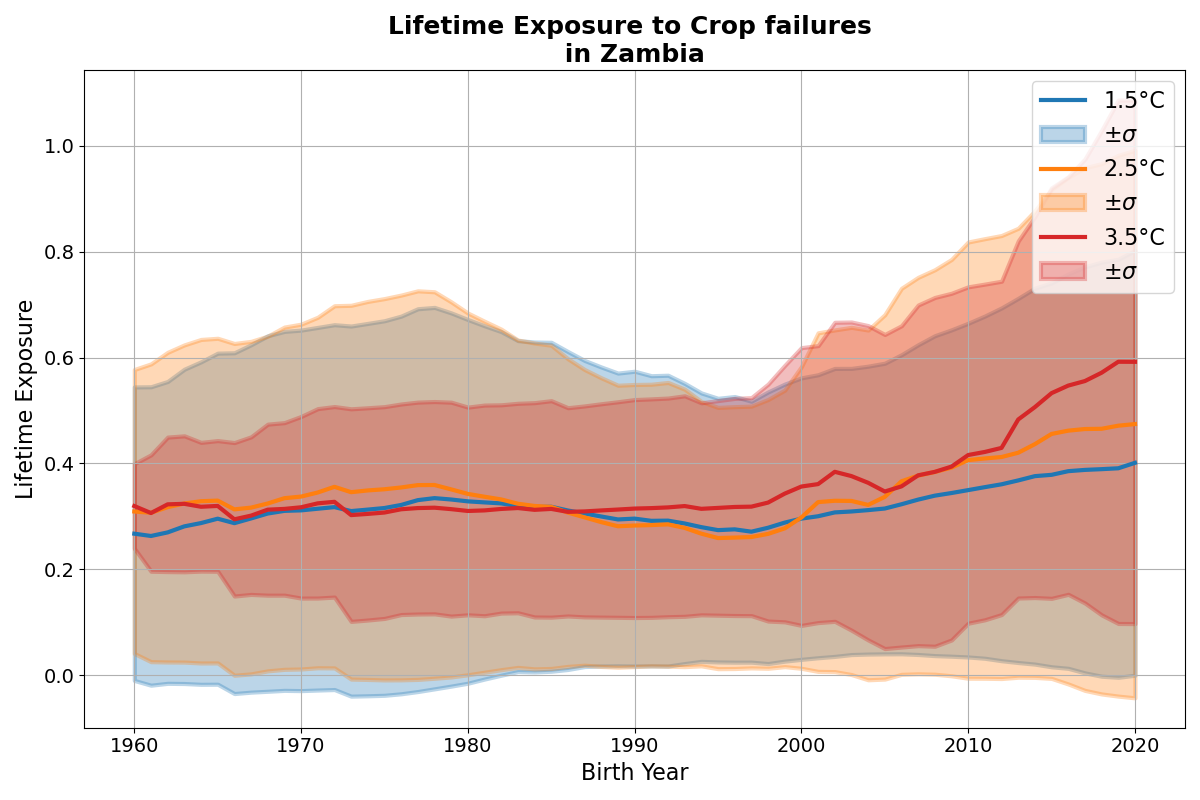 Lifetime Exposure to Crop failures
in Zambia
1.5°C
±σ
2.5°C
±σ
3.5°C
±σ
Lifetime Exposure
1.0
0.8
0.6
0.4
0.2
0.0
1960 1970 1980 1990 2000 2010 2020
Birth Year